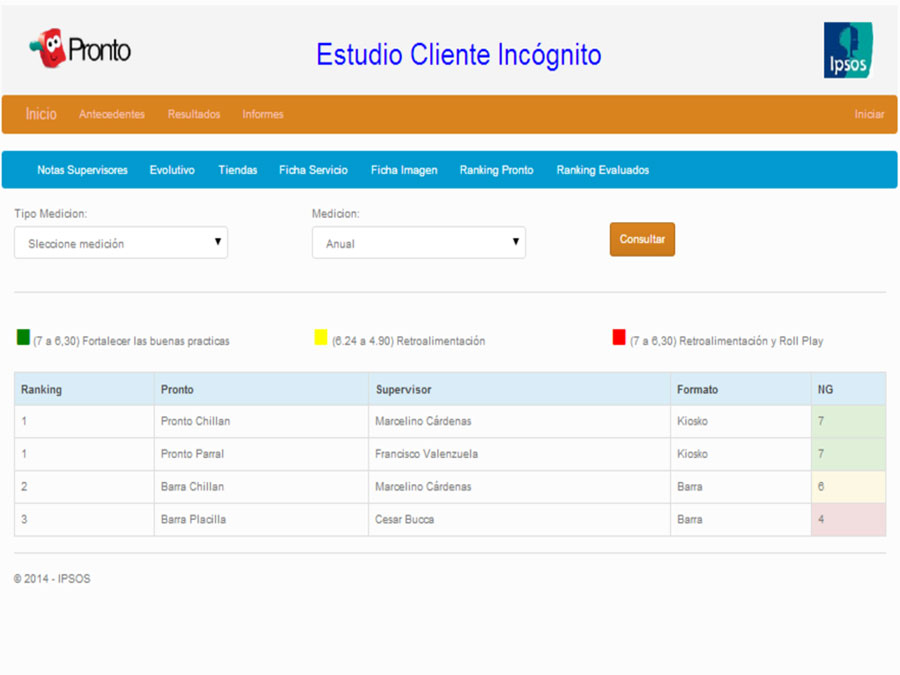 Pronto
Estudio Cliente Incógnito
Ipsos
Inicio Antecedentes Resultados Informes Iniciar
Notas Supervisores Evolutivo Tiendas Ficha Servicio Ficha Imagen Ranking Pronto Ranking Evaluados
Tipo Medicion: Medicion:
Sleccione medición Anual Consultar
(7 a 6,30) Fortalecer las buenas practicas (6.24 a 4.90) Retroalimentación (7 a 6,30) Retroalimentación y Roll Play
Ranking Pronto Supervisor Formato NG
1 Pronto Chillan Marcelino Cárdenas Kiosko 7
1 Pronto Parral Francisco Valenzuela Kiosko 7
2 Barra Chillan Marcelino Cárdenas Barra 6
3 Barra Placilla Cesar Bucca Barra 4
© 2014 - IPSOS